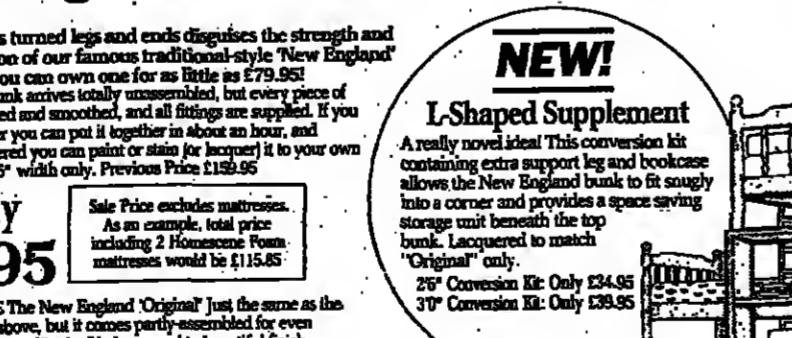 s turned legs and ends disguises the strength and
on of our famous traditional-style 'New England'
you can own one for as little as £79.95!
nk arrives totally unassembled, but every piece of
ed and smoothed, and all fittings are supplied. If you
r you can put it together in about an hour, and
ered you can paint or stain (or lacquer) it to your own
6" width only. Previous Price £159.95
y
95
Sale Price excludes mattresses.
As an example, total price
including 2 Homescene Foam
mattresses would be £115.85
The New England 'Original' Just the same as the
above, but it comes partly-assembled for even
NEW!
L-Shaped Supplement
A really novel idea! This conversion kit
containing extra support leg and bookcase
allows the New England bunk to fit snugly
into a corner and provides a space saving
storage unit beneath the top
bunk. Lacquered to match
"Original" only.
2'6" Conversion Kit: Only £34.95
3'0" Conversion Kit: Only £39.95